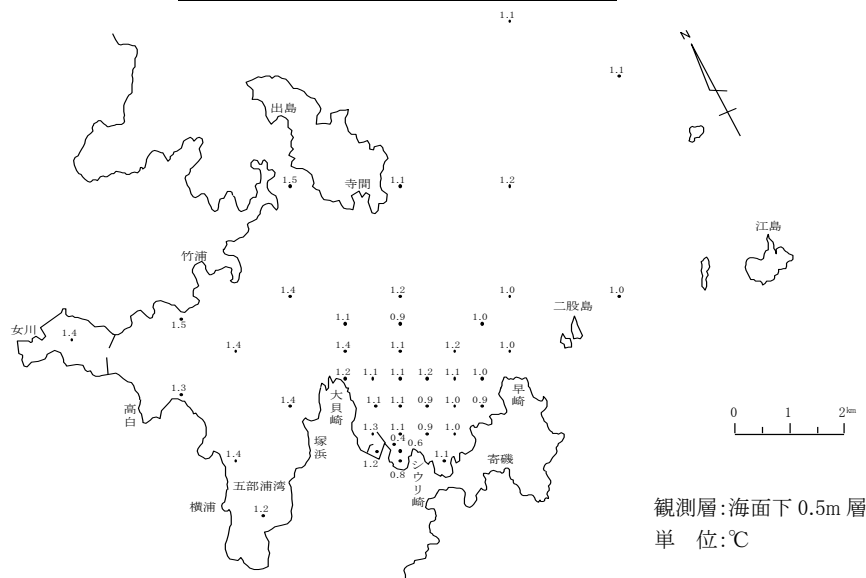 1.1
1.1
N
出島
寺間
1.5 1.1 1.2
江島
竹浦
1.4 1.2 1.0 1.0
二股島
女川
1.4
1.5
1.1 0.9 1.0
1.4 1.4 1.1 1.2 1.0
1.2 1.1 1.1 1.2 1.1 1.0
1.3
高白
1.4
大貝崎
1.1 1.1 0.9 1.0 0.9
早崎
0 1 2km
塚浜
1.3 1.1 0.9 1.0
0.4 0.6
1.4
1.2
0.8
シウリ崎
1.1
寄磯
五部浦湾
横浦
1.2
観測層:海面下 0.5m 層
単 位:℃